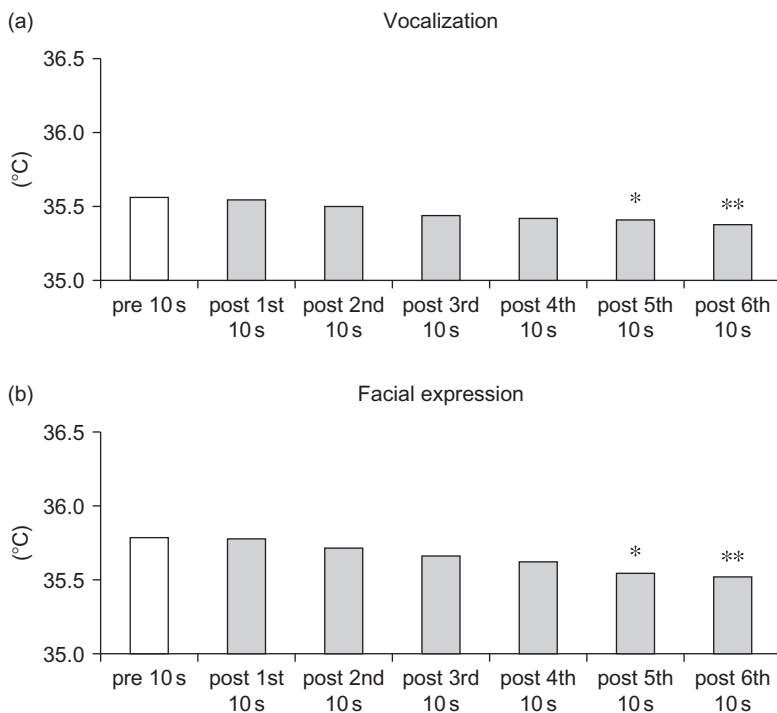 (a) Vocalization
36.5
36.0
(°C)
35.5
35.0
* **
pre 10 s post 1st post 2nd post 3rd post 4th post 5th post 6th
10 s 10 s 10 s 10 s 10 s 10 s
(b) Facial expression
36.5
36.0
(°C)
35.5
35.0
* **
pre 10 s post 1st post 2nd post 3rd post 4th post 5th post 6th
10 s 10 s 10 s 10 s 10 s 10 s